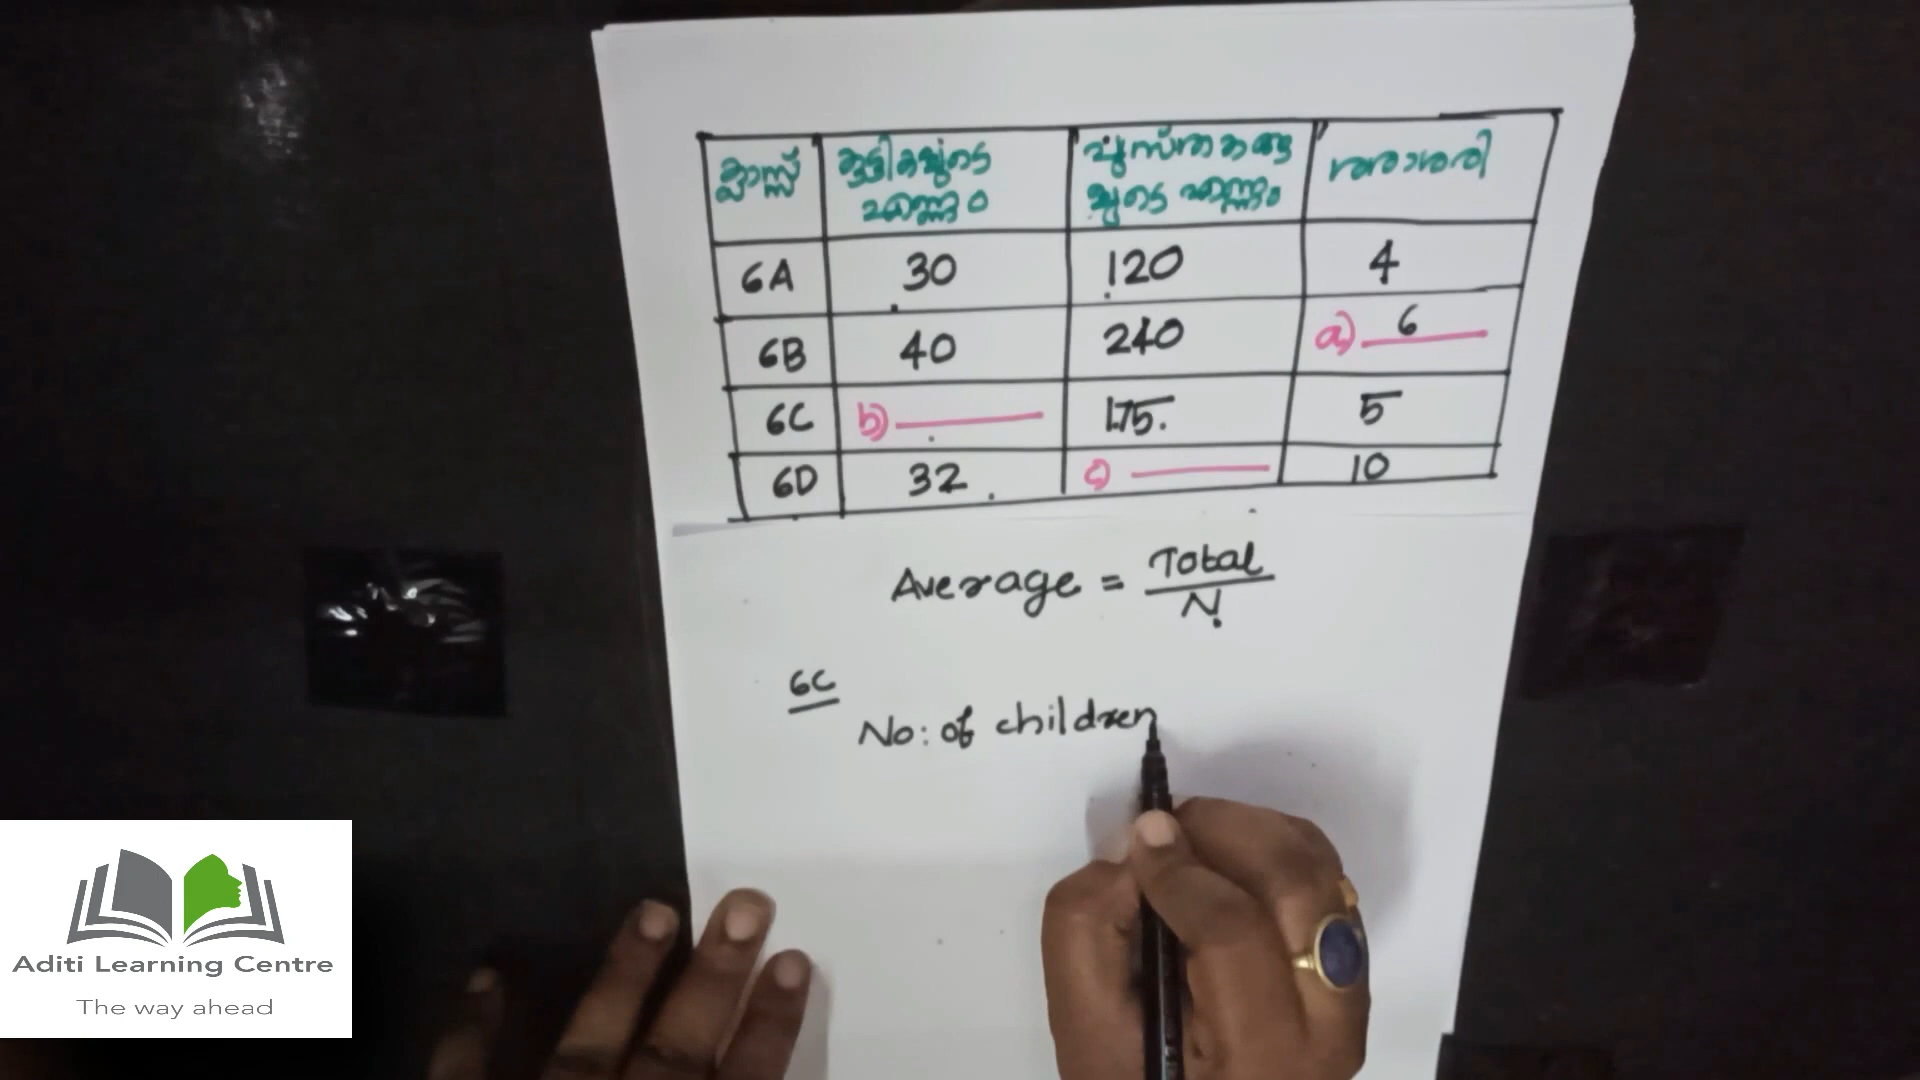 ക്ലാസ്സ് കുട്ടികളുടെ എണ്ണം പുസ്തകങ്ങളുടെ എണ്ണം ശരാശരി
6A 30 120 4
6B 40 240 a) 6
6C b) 175. 5
6D 32 c) 10
Average = Total / N
6C
No: of children
Aditi Learning Centre
The way ahead